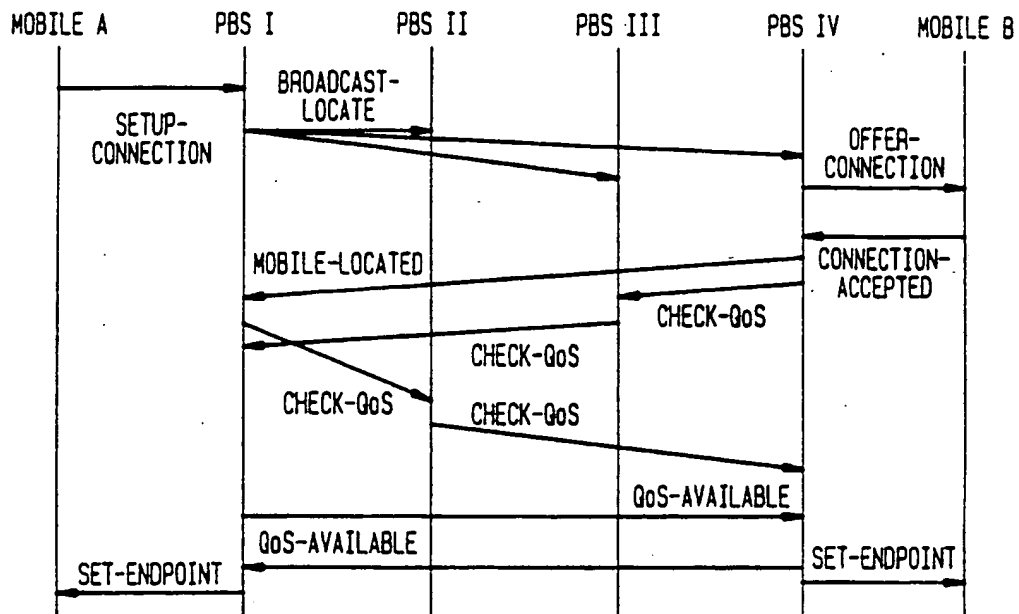 MOBILE A
PBS I
PBS II
PBS III
PBS IV
MOBILE B
BROADCAST-
LOCATE
SETUP-
CONNECTION
OFFER-
CONNECTION
MOBILE-LOCATED
CONNECTION-
ACCEPTED
CHECK-QoS
CHECK-QoS
CHECK-QoS
CHECK-QoS
QoS-AVAILABLE
QoS-AVAILABLE
SET-ENDPOINT
SET-ENDPOINT